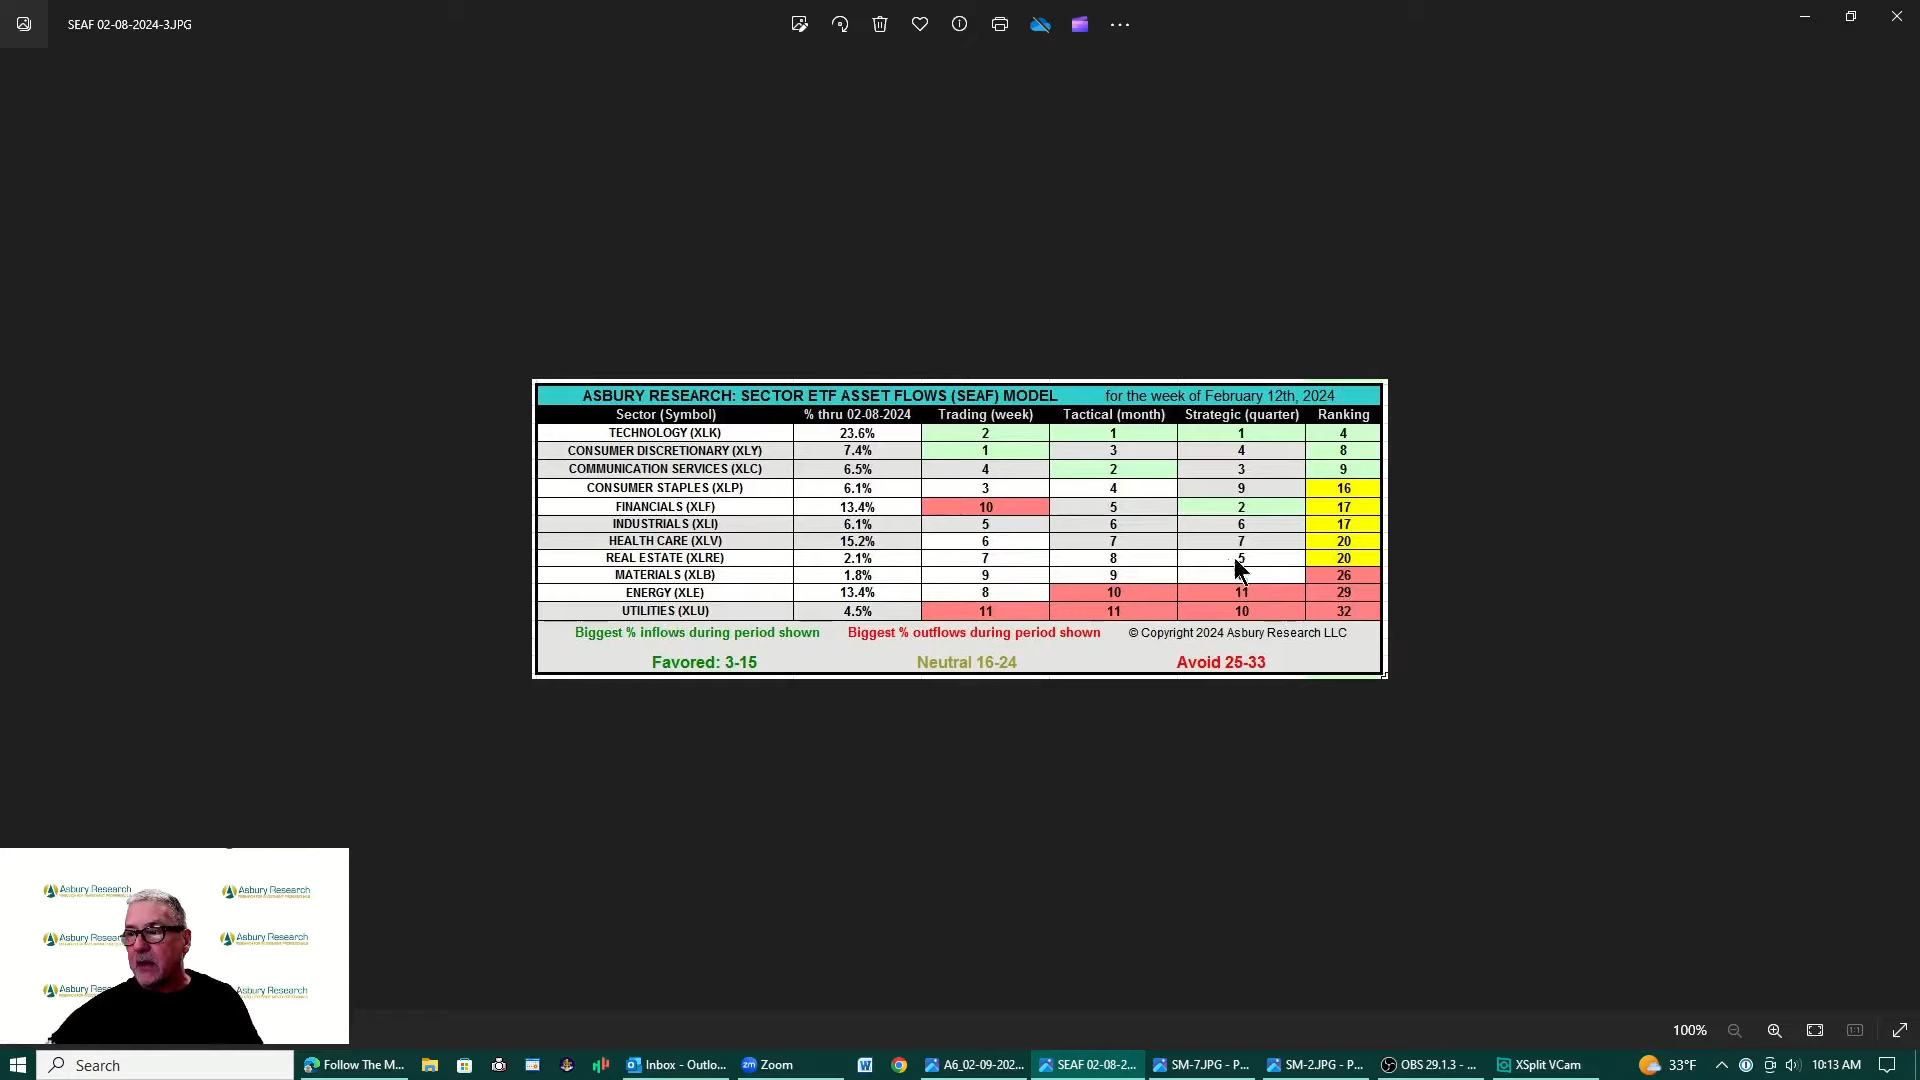 SEAF 02-08-2024-3.JPG
ASBURY RESEARCH: SECTOR ETF ASSET FLOWS (SEAF) MODEL for the week of February 12th, 2024
Sector (Symbol) % thru 02-08-2024 Trading (week) Tactical (month) Strategic (quarter) Ranking
TECHNOLOGY (XLK) 23.6% 2 1 1 4
CONSUMER DISCRETIONARY (XLY) 7.4% 1 3 4 8
COMMUNICATION SERVICES (XLC) 6.5% 4 2 3 9
CONSUMER STAPLES (XLP) 6.1% 3 4 9 16
FINANCIALS (XLF) 13.4% 10 5 2 17
INDUSTRIALS (XLI) 6.1% 5 6 6 17
HEALTH CARE (XLV) 15.2% 6 7 7 20
REAL ESTATE (XLRE) 2.1% 7 8 5 20
MATERIALS (XLB) 1.8% 9 9 26
ENERGY (XLE) 13.4% 8 10 11 29
UTILITIES (XLU) 4.5% 11 11 10 32
Biggest % inflows during period shown Biggest % outflows during period shown © Copyright 2024 Asbury Research LLC
Favored: 3-15 Neutral 16-24 Avoid 25-33
Asbury Research Asbury Research
Asbury Research
Asbury Research
100%
Search Follow The M... Inbox - Outlo... Zoom A6_02-09-202... SEAF 02-08-2... SM-7.JPG - P... SM-2.JPG - P... OBS 29.1.3 - ... XSplit VCam 33°F 10:13 AM